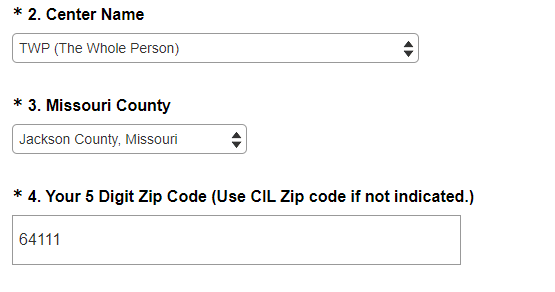 * 2. Center Name
TWP (The Whole Person)
* 3. Missouri County
Jackson County, Missouri
* 4. Your 5 Digit Zip Code (Use CIL Zip code if not indicated.)
64111